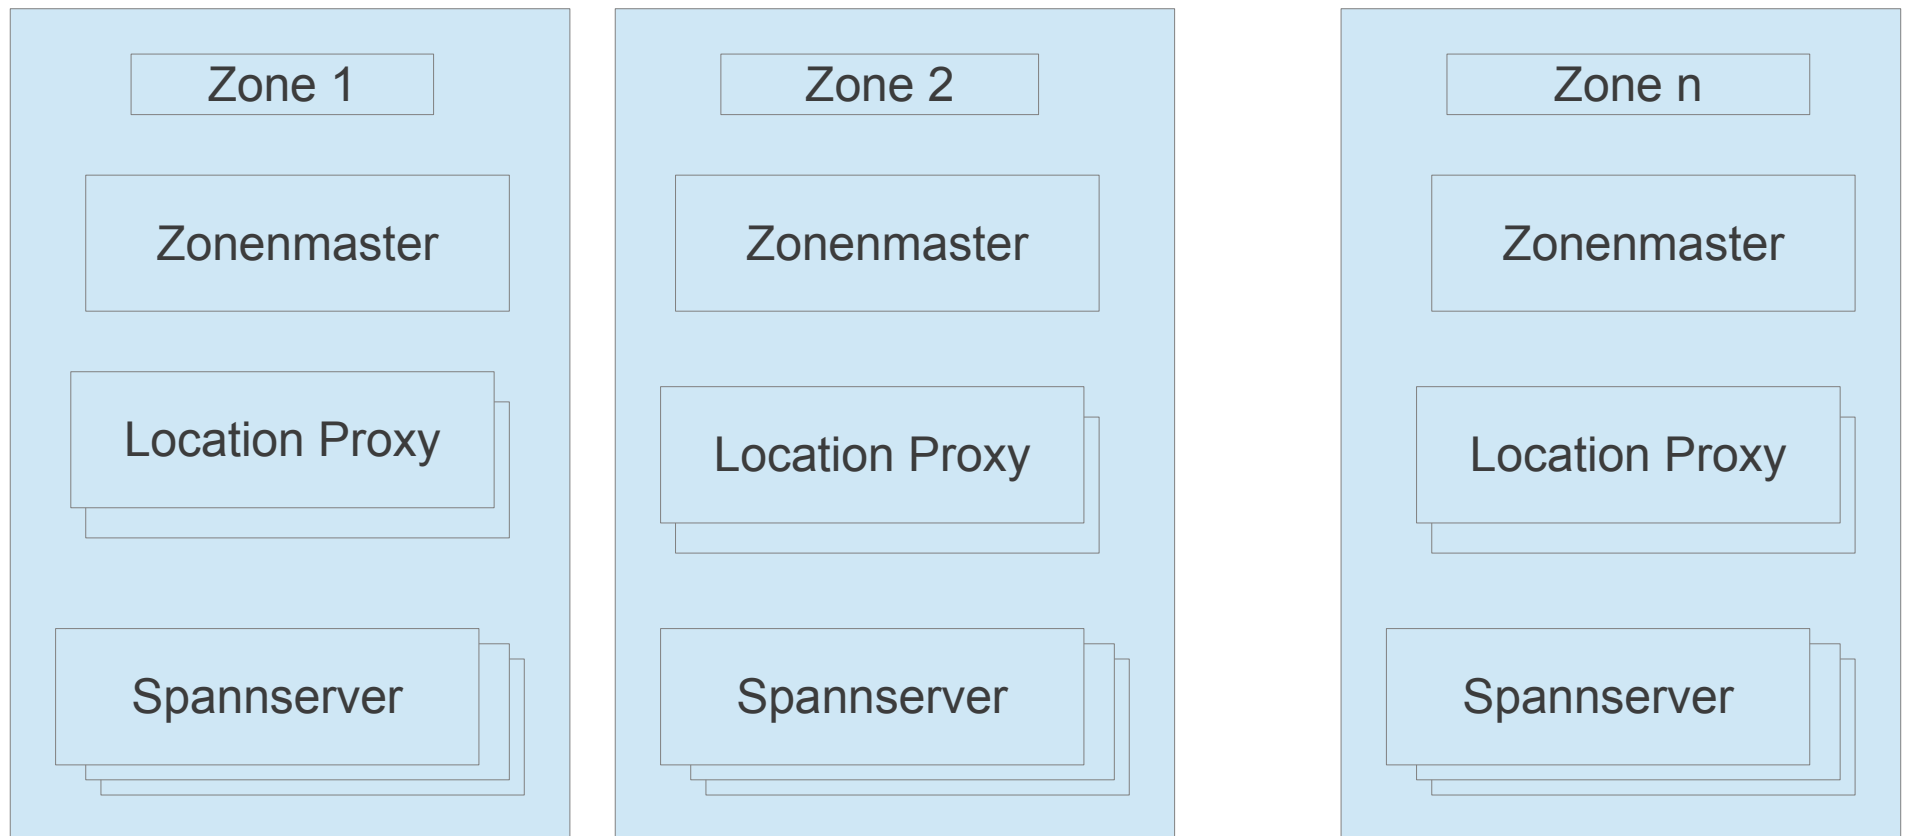 Zone 1
Zonenmaster
Location Proxy
Spannserver
Zone 2
Zonenmaster
Location Proxy
Spannserver
Zone n
Zonenmaster
Location Proxy
Spannserver